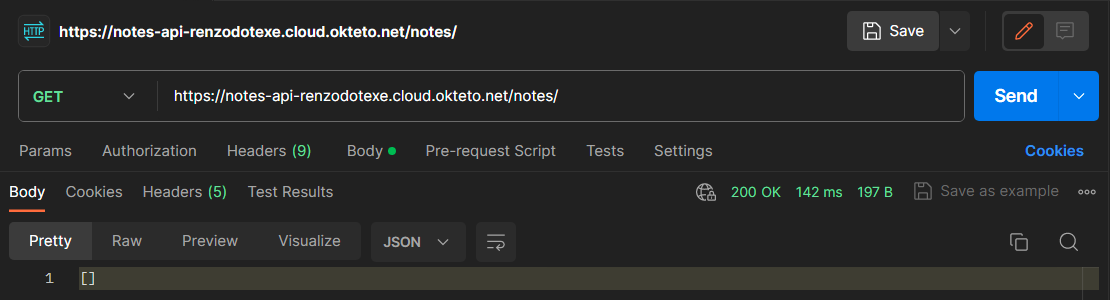 HTTP https://notes-api-renzodotexe.cloud.okteto.net/notes/ Save
GET https://notes-api-renzodotexe.cloud.okteto.net/notes/ Send
Params Authorization Headers (9) Body Pre-request Script Tests Settings Cookies
Body Cookies Headers (5) Test Results 200 OK 142 ms 197 B Save as example
Pretty Raw Preview Visualize JSON
1 []